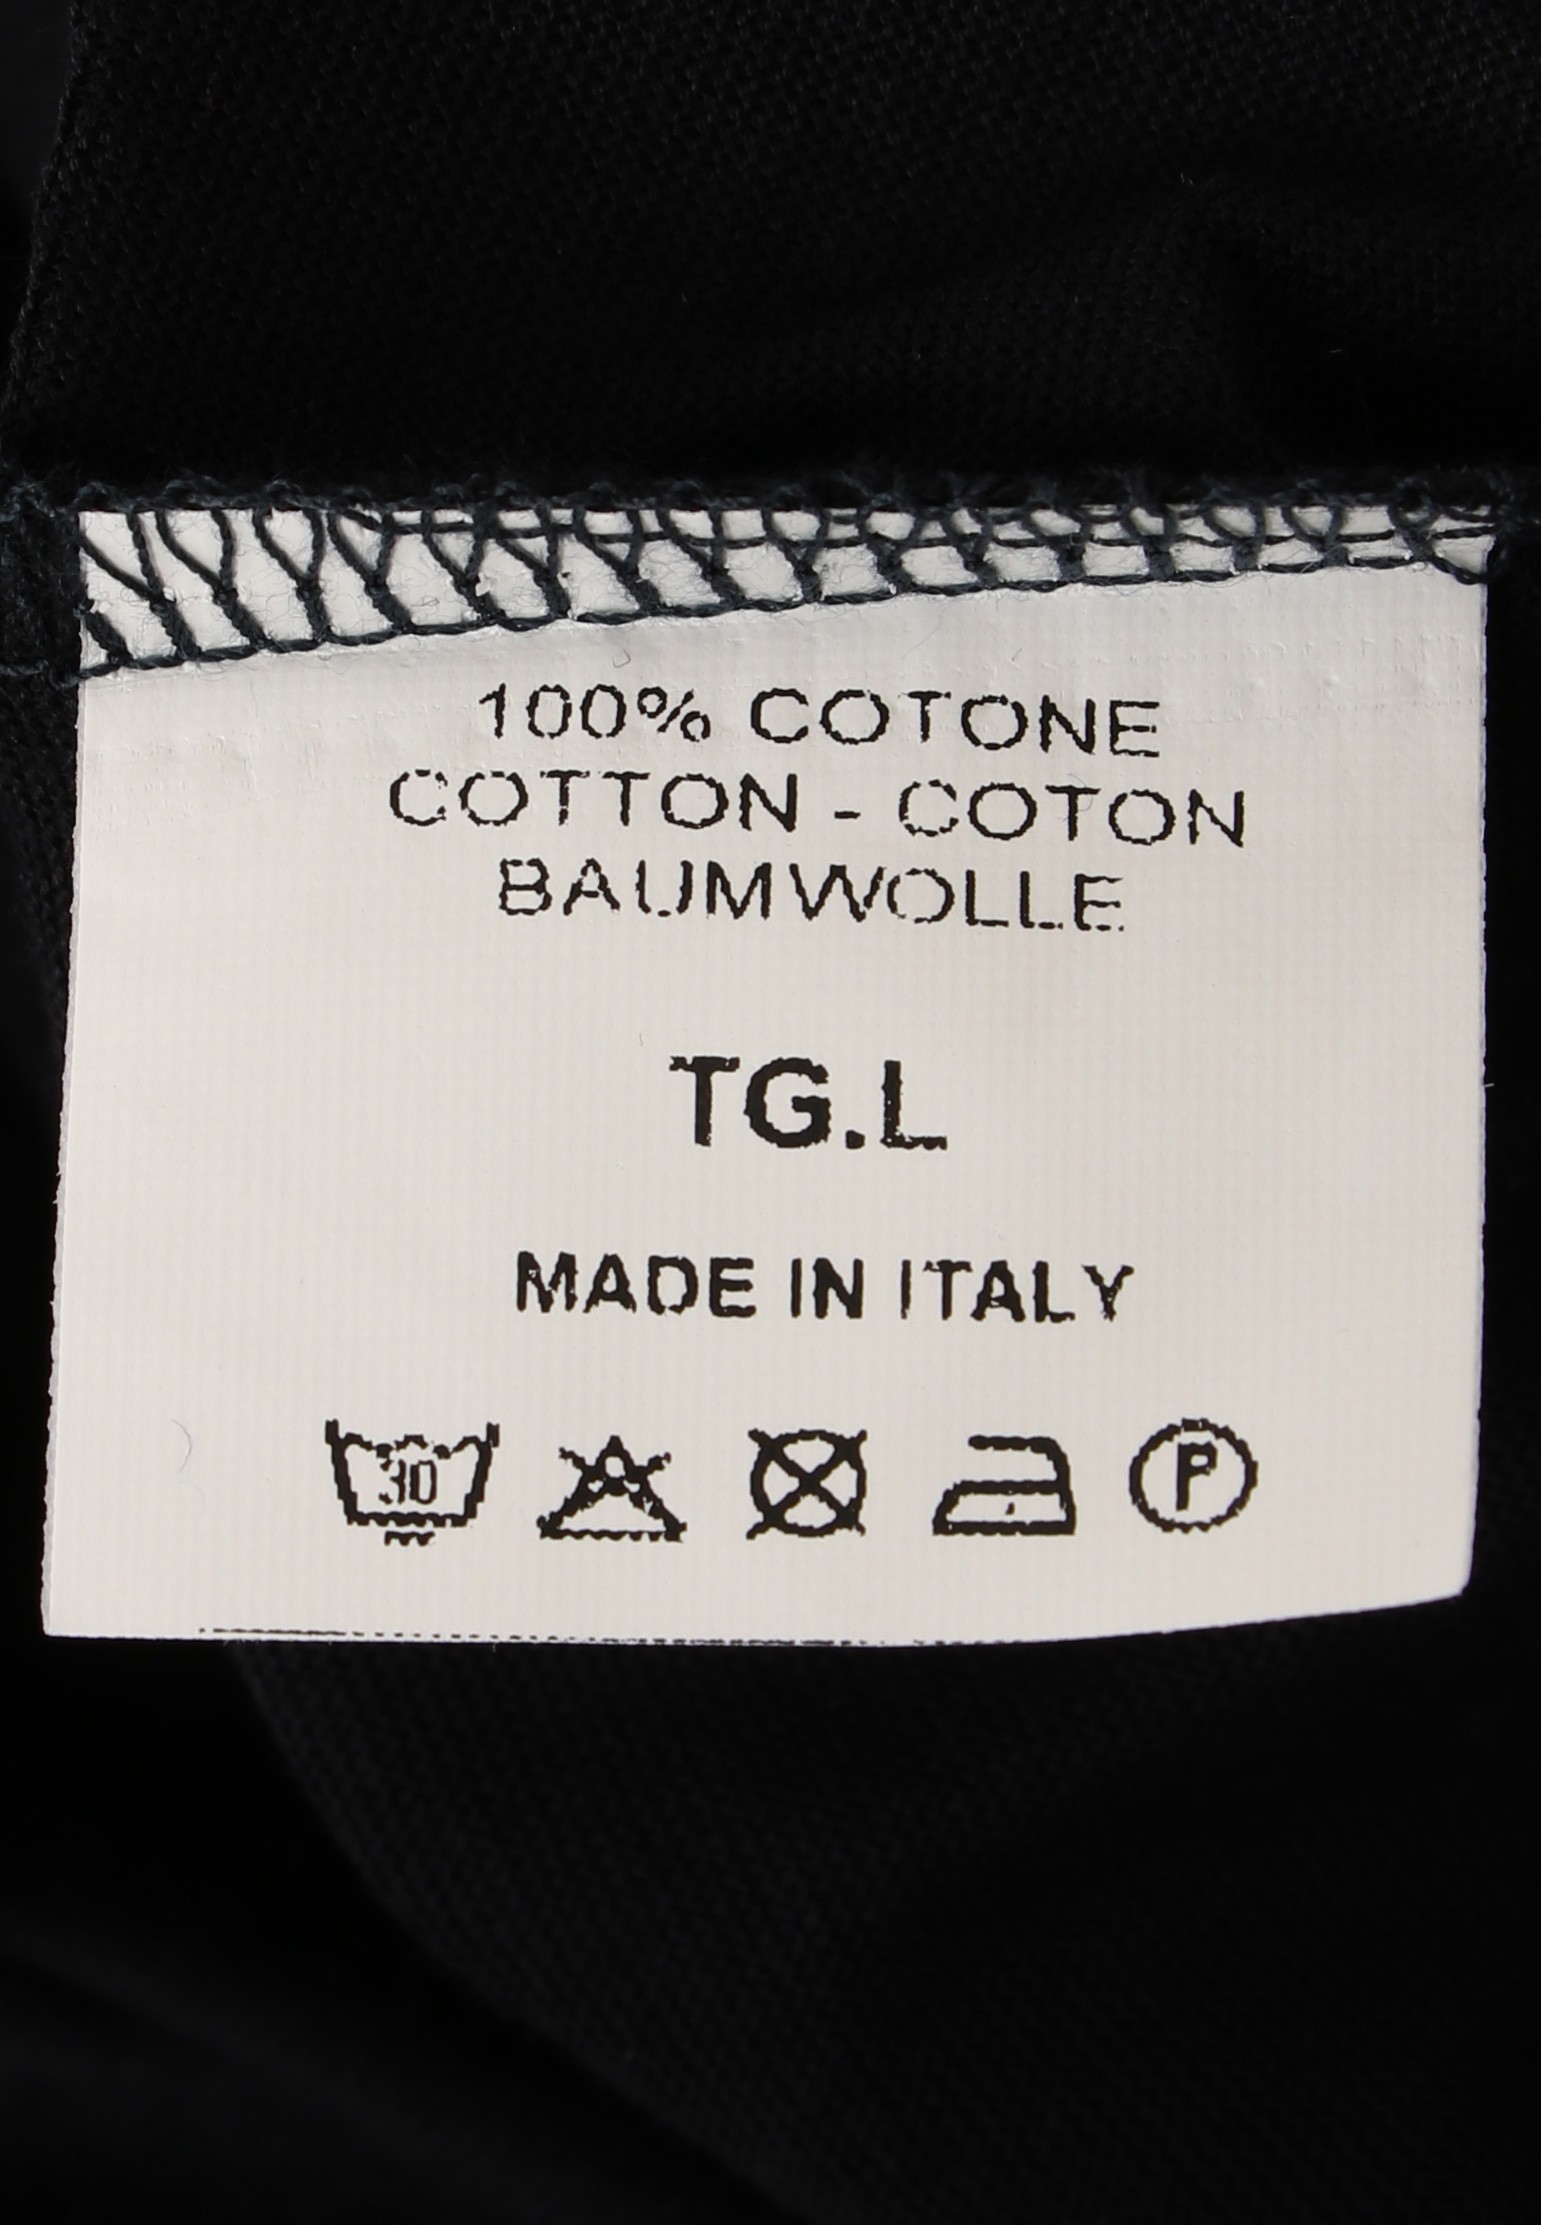 100% COTONE
COTTON - COTON
BAUMWOLLE
TG.L
MADE IN ITALY
30 P